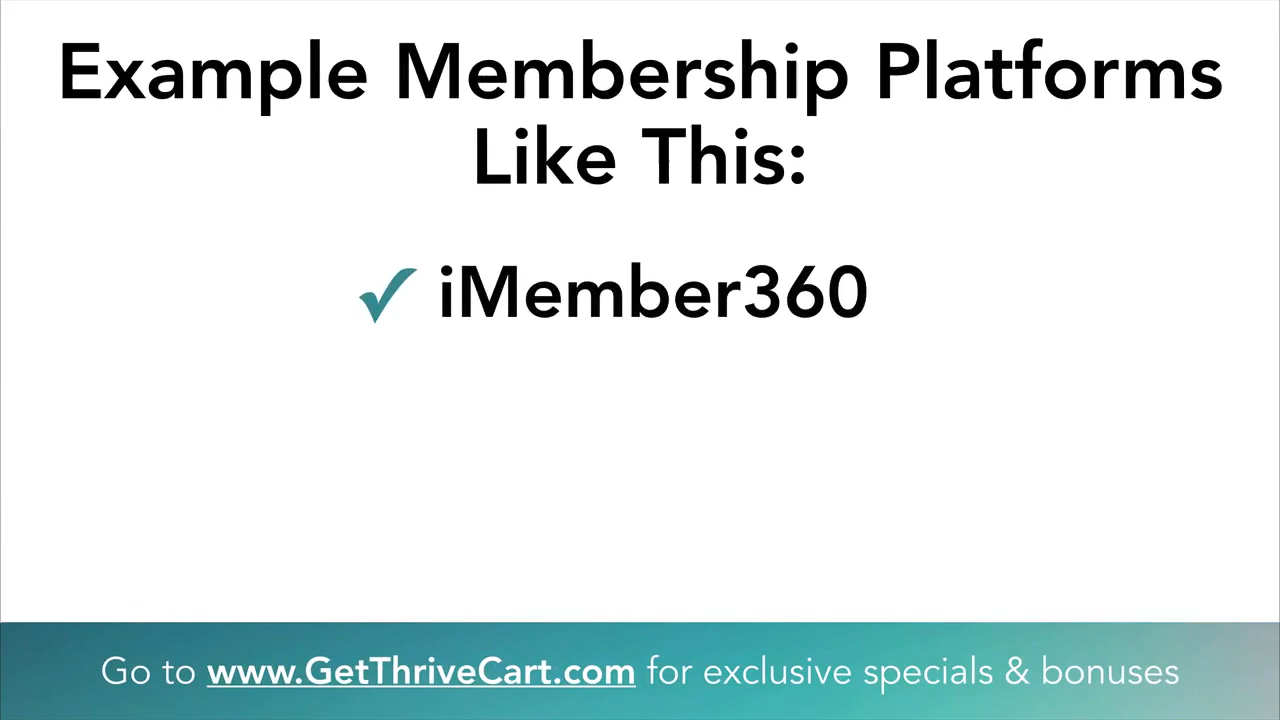 Example Membership Platforms
Like This:
✓ iMember360
Go to www.GetThriveCart.com for exclusive specials & bonuses